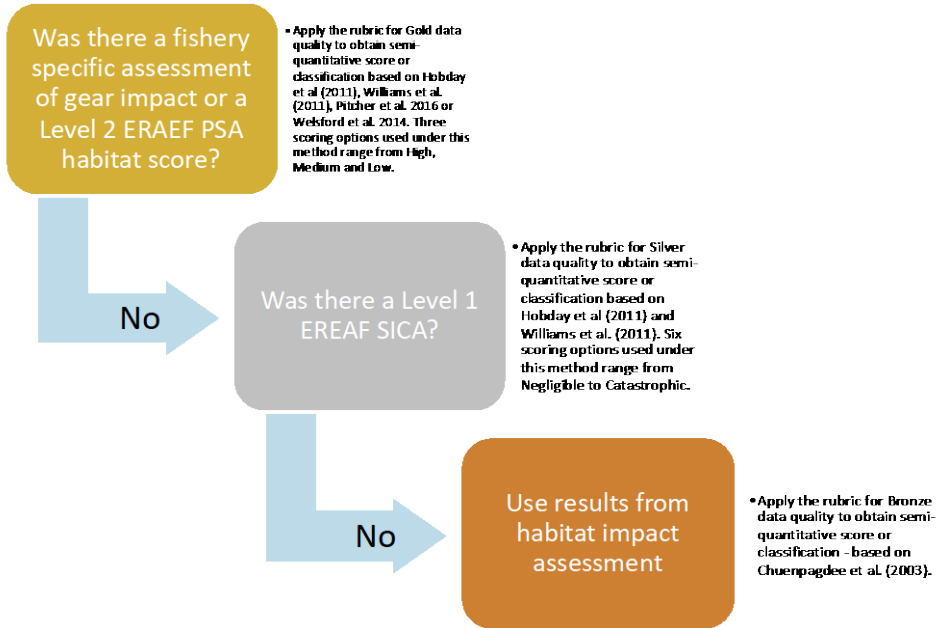 Was there a fishery
specific assessment
of gear impact or a
Level 2 ERAEF PSA
habitat score?
• Apply the rubric for Gold data
quality to obtain semi-
quantitative score or
classification based on Hobday
et al (2011), Williams et al.
(2011), Pitcher et al. 2016 or
Welsford et al. 2014. Three
scoring options used under this
method range from High,
Medium and Low.
No
Was there a Level 1
EREAF SICA?
• Apply the rubric for Silver
data quality to obtain semi-
quantitative score or
classification based on
Hobday et al (2011) and
Williams et al. (2011). Six
scoring options used under
this method range from
Negligible to Catastrophic.
No
Use results from
habitat impact
assessment
• Apply the rubric for Bronze
data quality to obtain semi-
quantitative score or
classification - based on
Chuenpagdee et al. (2003).